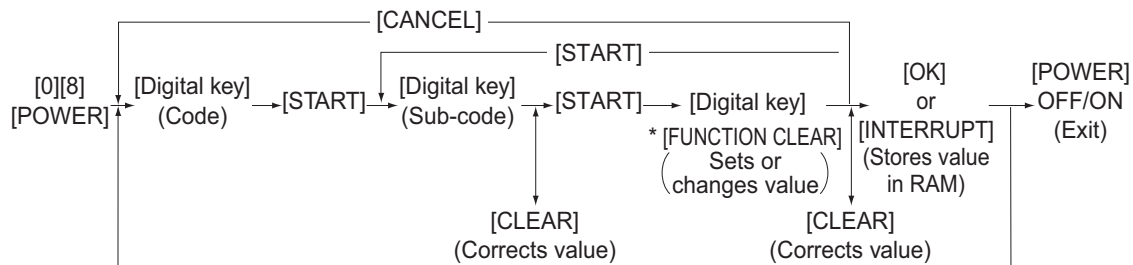 [CANCEL]
[START]
[0][8]
[POWER]
[Digital key]
(Code)
[START]
[Digital key]
(Sub-code)
[START]
[Digital key]
* [FUNCTION CLEAR]
(Sets or
changes value)
[OK]
or
[INTERRUPT]
(Stores value
in RAM)
[POWER]
OFF/ON
(Exit)
[CLEAR]
(Corrects value)
[CLEAR]
(Corrects value)